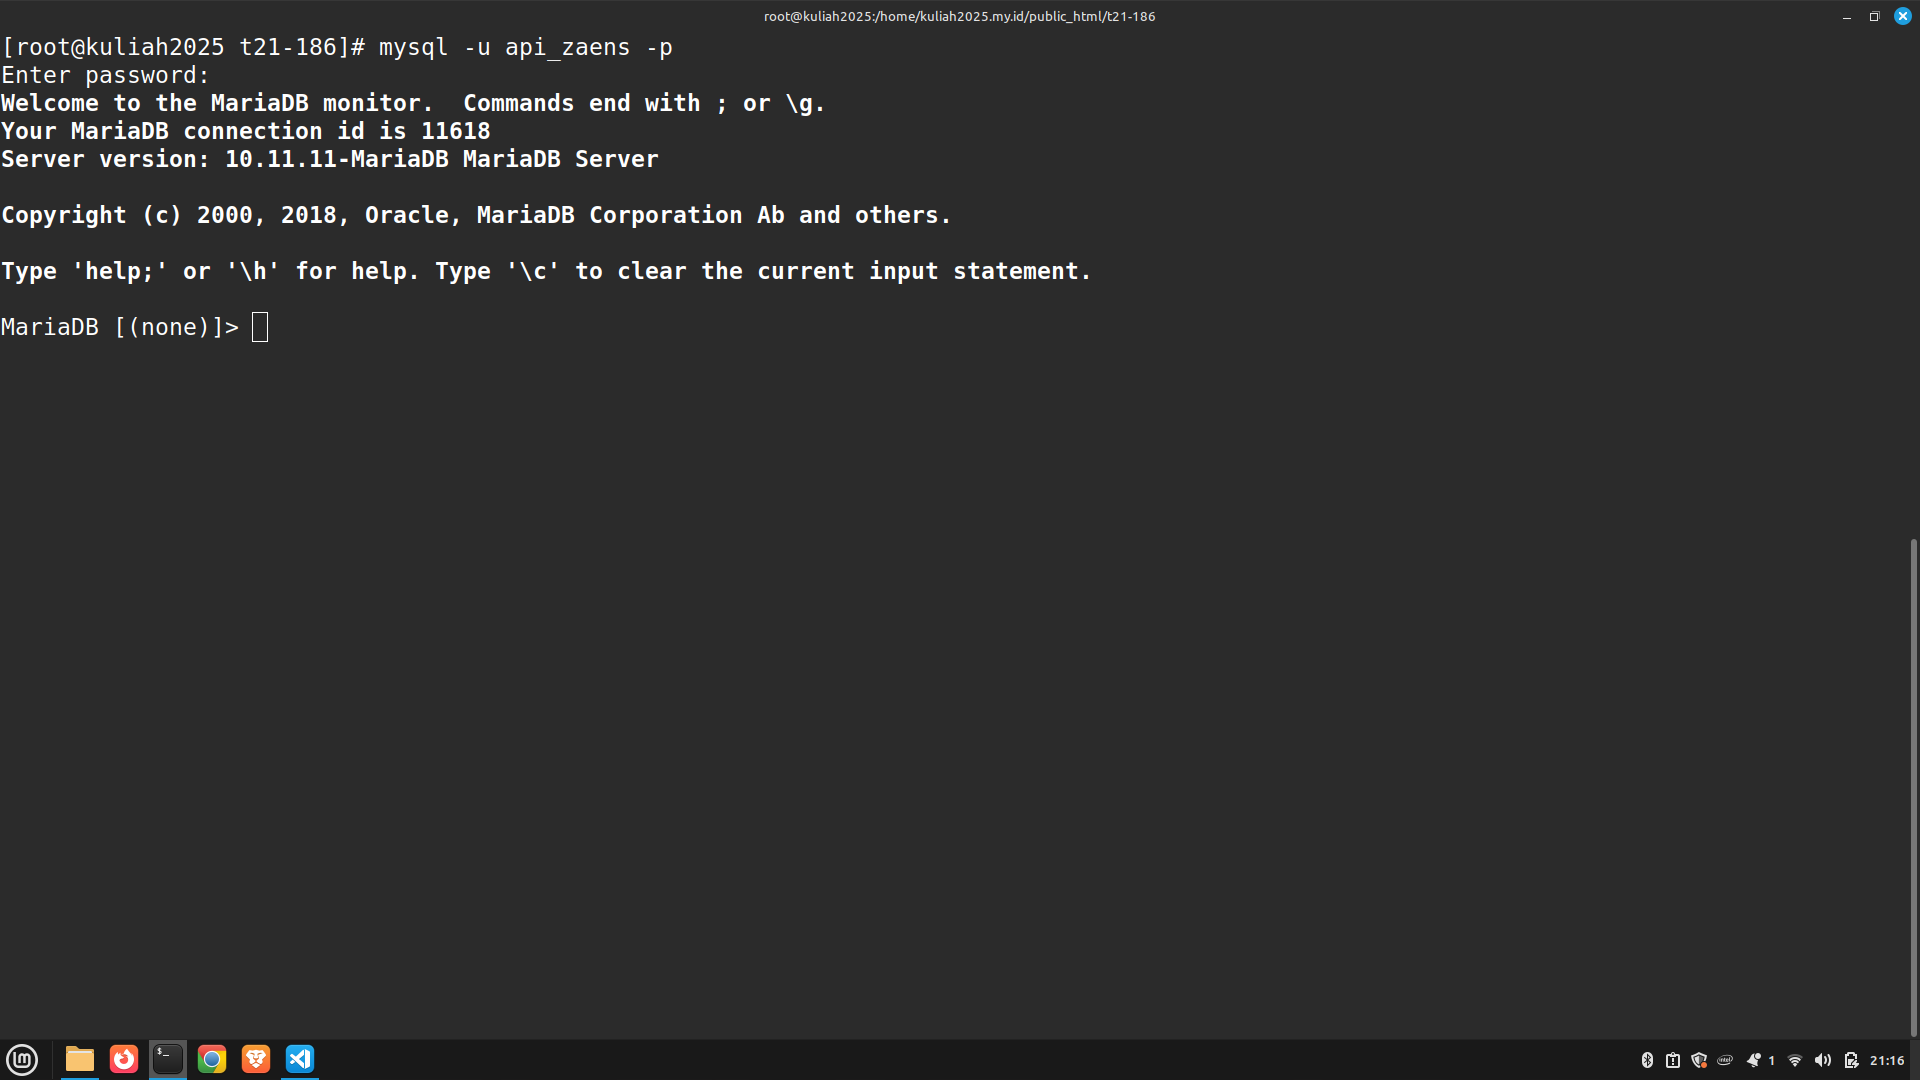 root@kuliah2025:/home/kuliah2025.my.id/public_html/t21-186
[root@kuliah2025 t21-186]# mysql -u api_zaens -p
Enter password:
Welcome to the MariaDB monitor.  Commands end with ; or \g.
Your MariaDB connection id is 11618
Server version: 10.11.11-MariaDB MariaDB Server
Copyright (c) 2000, 2018, Oracle, MariaDB Corporation Ab and others.
Type 'help;' or '\h' for help. Type '\c' to clear the current input statement.
MariaDB [(none)]>
$_
intel
1
21:16